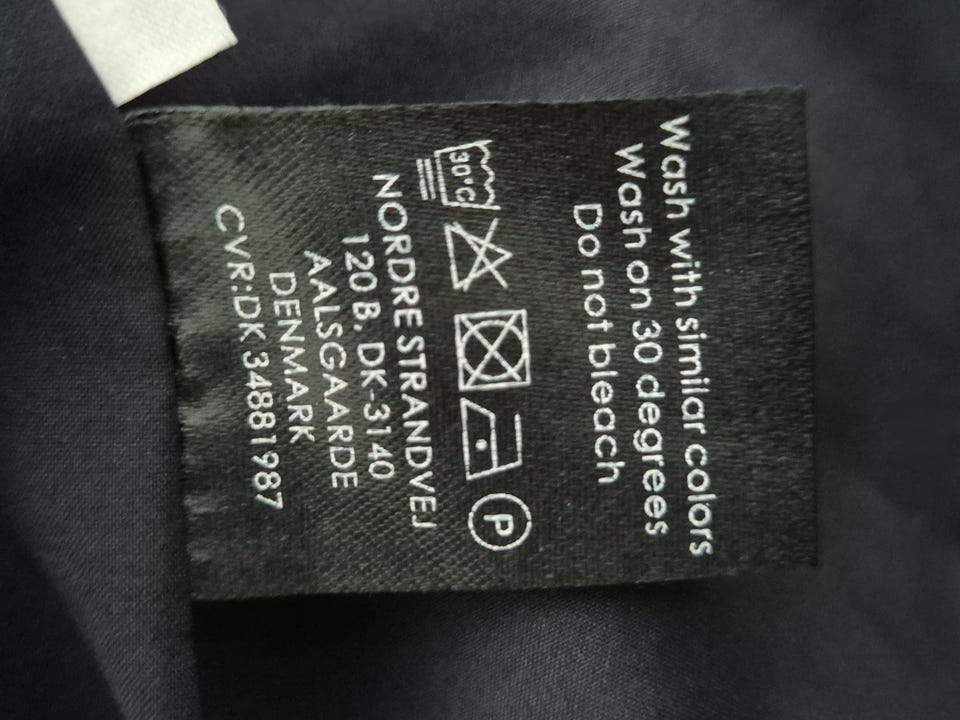 Wash with similar colors
Wash on 30 degrees
Do not bleach
30°C P
NORDRE STRANDVEJ
120 B, DK-3140
AALSGAARDE
DENMARK
CVR:DK 34881987